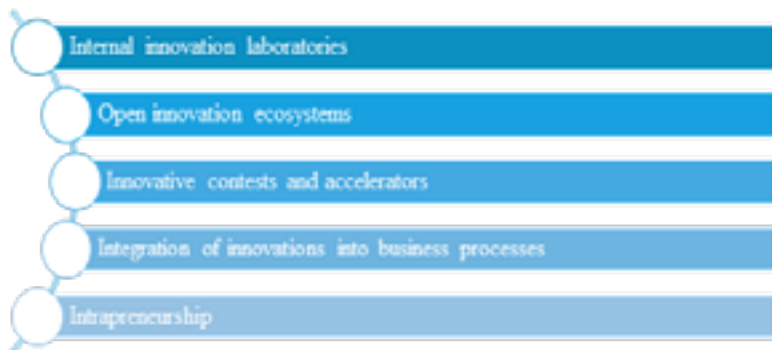 Internal innovation laboratories
Open innovation ecosystems
Innovative contests and accelerators
Integration of innovations into business processes
Intrapreneurship